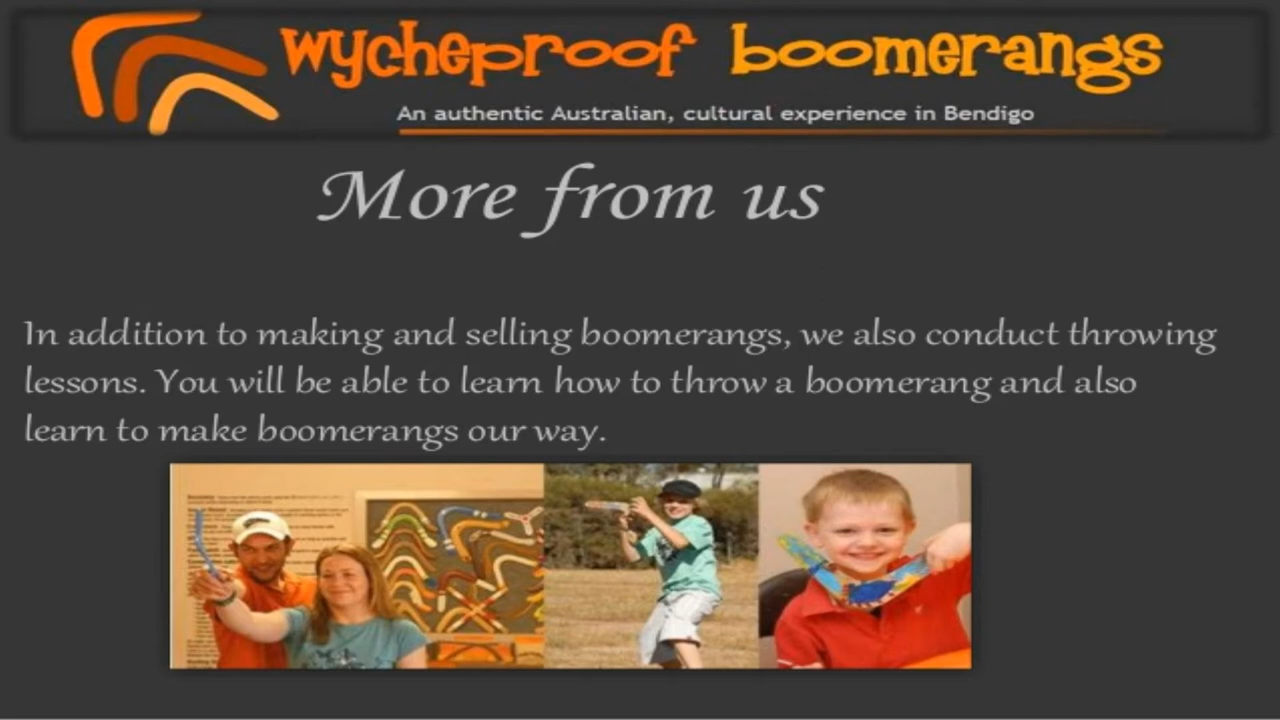 wycheproof boomerangs
An authentic Australian, cultural experience in Bendigo
More from us
In addition to making and selling boomerangs, we also conduct throwing
lessons. You will be able to learn how to throw a boomerang and also
learn to make boomerangs our way.